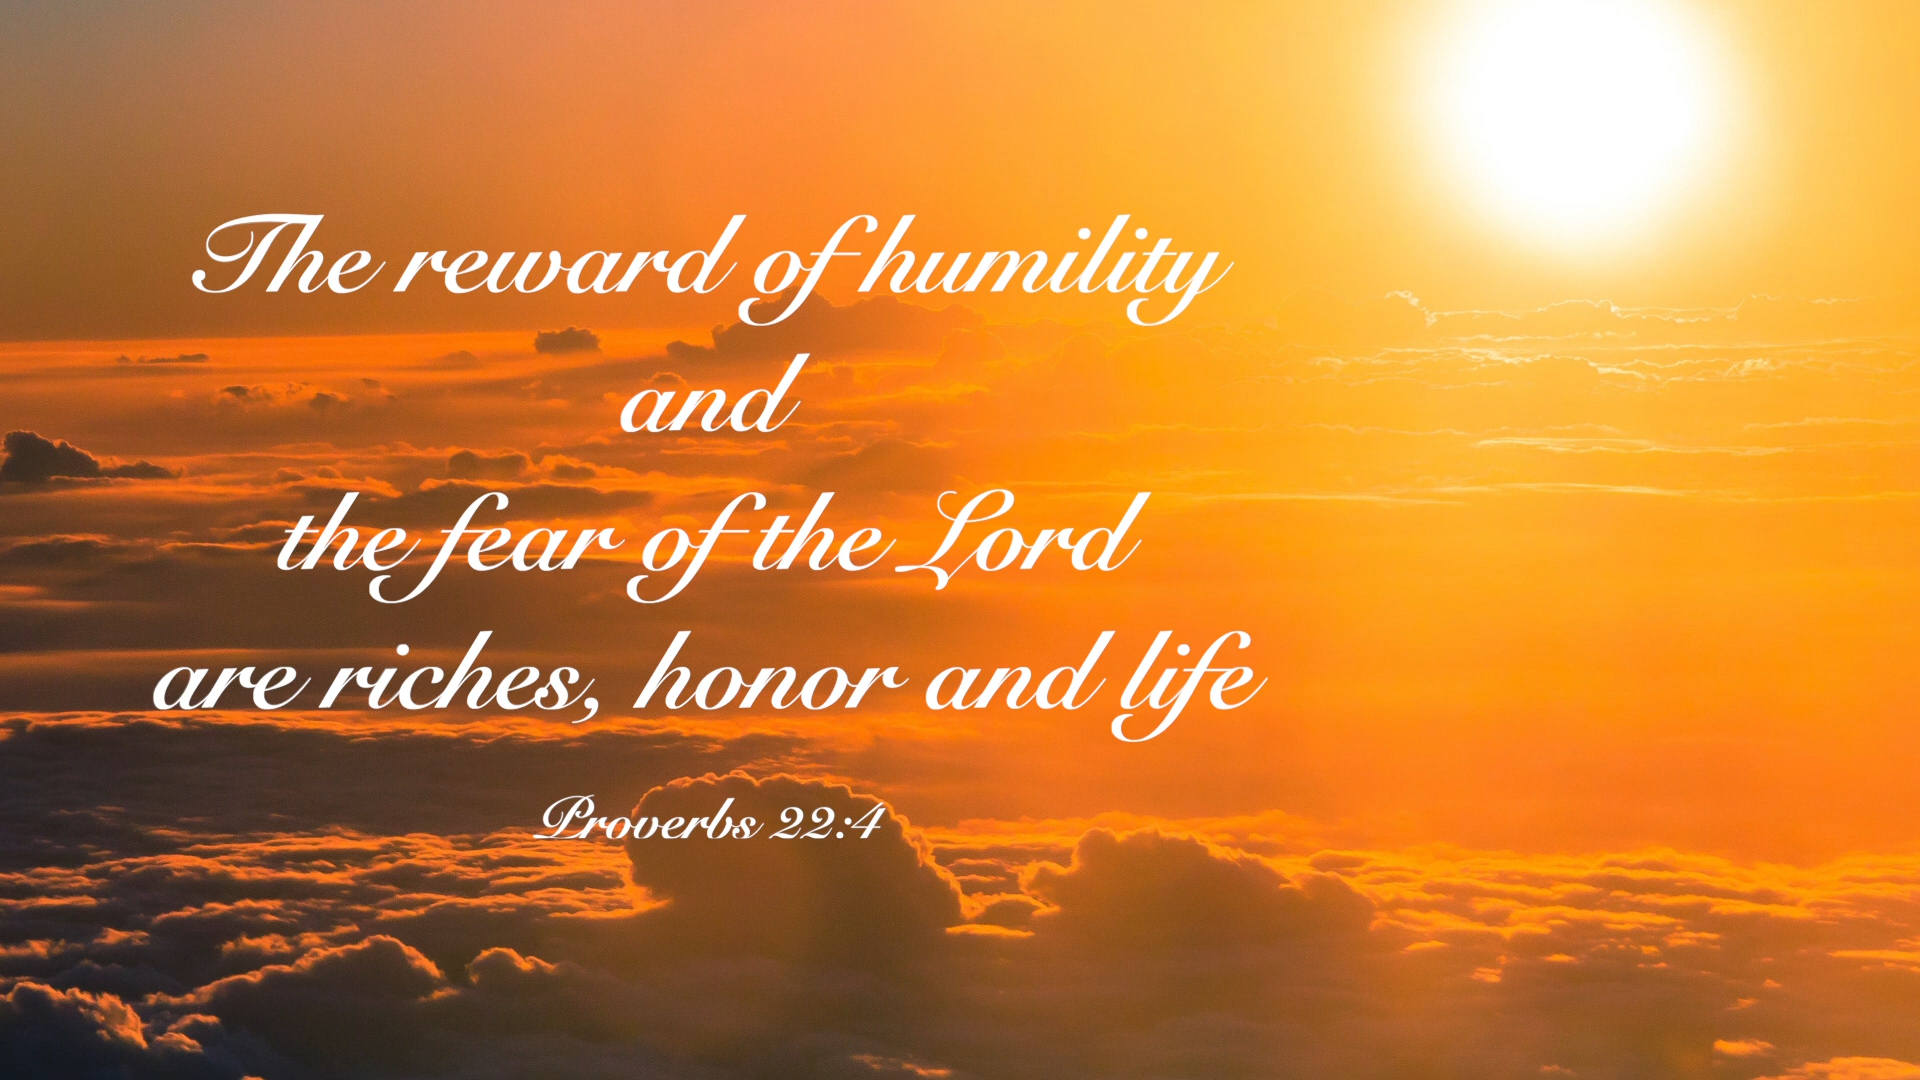 The reward of humility
and
the fear of the Lord
are riches, honor and life
Proverbs 22:4